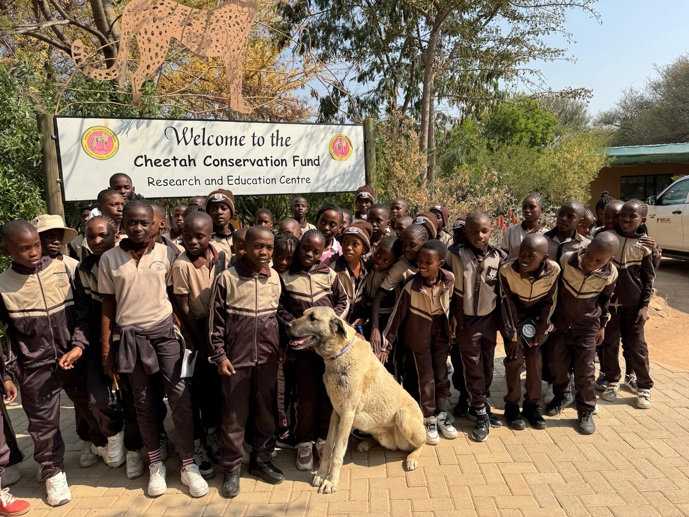 Welcome to the
Cheetah Conservation Fund
Research and Education Centre